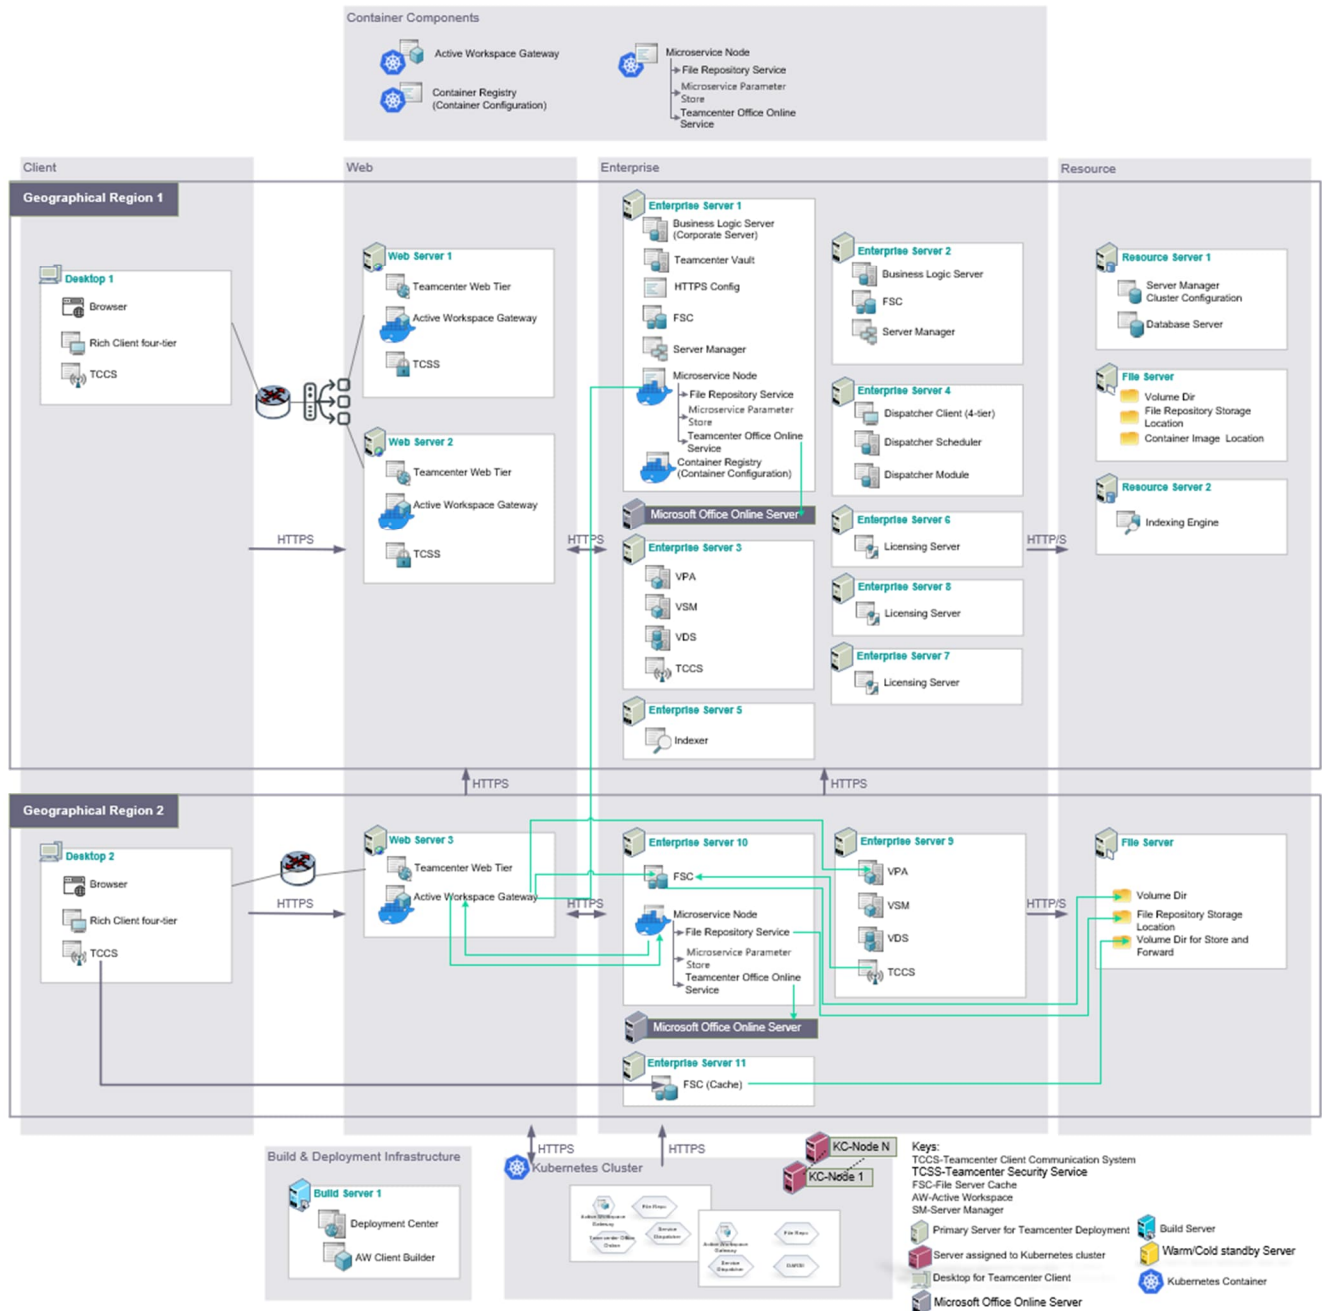 Container Components
Active Workspace Gateway
Container Registry
(Container Configuration)
Microservice Node
File Repository Service
Microservice Parameter
Store
Teamcenter Office Online
Service
Client
Web
Enterprise
Resource
Geographical Region 1
Desktop 1
Browser
Rich Client four-tier
TCCS
HTTPS
Web Server 1
Teamcenter Web Tier
Active Workspace Gateway
TCSS
Web Server 2
Teamcenter Web Tier
Active Workspace Gateway
TCSS
HTTPS
Enterprise Server 1
Business Logic Server
(Corporate Server)
Teamcenter Vault
HTTPS Config
FSC
Server Manager
Microservice Node
File Repository Service
Microservice Parameter
Store
Teamcenter Office Online
Service
Container Registry
(Container Configuration)
Microsoft Office Online Server
Enterprise Server 3
VPA
VSM
VDS
TCCS
Enterprise Server 5
Indexer
Enterprise Server 2
Business Logic Server
FSC
Server Manager
Enterprise Server 4
Dispatcher Client (4-tier)
Dispatcher Scheduler
Dispatcher Module
Enterprise Server 6
Licensing Server
Enterprise Server 8
Licensing Server
Enterprise Server 7
Licensing Server
HTTP/S
Resource Server 1
Server Manager
Cluster Configuration
Database Server
File Server
Volume Dir
File Repository Storage
Location
Container Image Location
Resource Server 2
Indexing Engine
HTTPS
HTTPS
Geographical Region 2
Desktop 2
Browser
Rich Client four-tier
TCCS
HTTPS
Web Server 3
Teamcenter Web Tier
Active Workspace Gateway
HTTPS
Enterprise Server 10
FSC
Microservice Node
File Repository Service
Microservice Parameter
Store
Teamcenter Office Online
Service
Microsoft Office Online Server
Enterprise Server 11
FSC (Cache)
Enterprise Server 9
VPA
VSM
VDS
TCCS
HTTP/S
File Server
Volume Dir
File Repository Storage
Location
Volume Dir for Store and
Forward
HTTPS
HTTPS
Build & Deployment Infrastructure
Build Server 1
Deployment Center
AW Client Builder
Kubernetes Cluster
KC-Node N
KC-Node 1
Active Workspace
Gateway
File Repo
Service
Dispatcher
Active Workspace
Gateway
File Repo
Service
Dispatcher
Keys:
TCCS-Teamcenter Client Communication System
TCSS-Teamcenter Security Service
FSC-File Server Cache
AW-Active Workspace
SM-Server Manager
Primary Server for Teamcenter Deployment
Server assigned to Kubernetes cluster
Desktop for Teamcenter Client
Microsoft Office Online Server
Build Server
Warm/Cold standby Server
Kubernetes Container